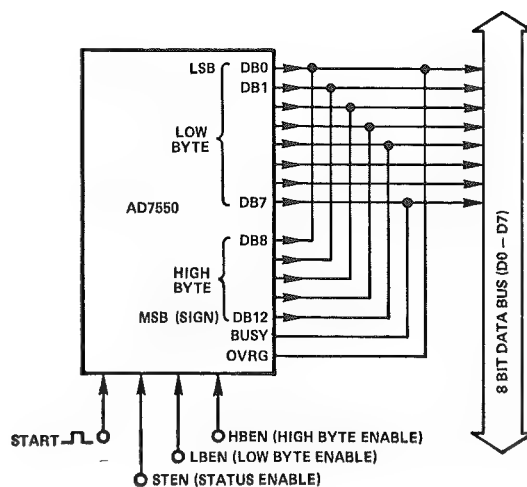 LSB DB0
DB1
LOW
BYTE
DB7
AD7550
DB8
HIGH
BYTE
MSB (SIGN) DB12
BUSY
OVRG
8 BIT DATA BUS (D0 – D7)
START
HBEN (HIGH BYTE ENABLE)
LBEN (LOW BYTE ENABLE)
STEN (STATUS ENABLE)